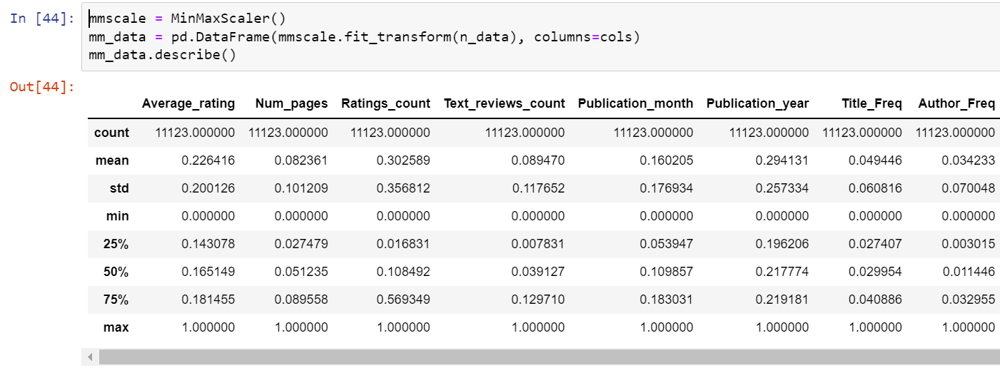 In [44]: mmscale = MinMaxScaler()
mm_data = pd.DataFrame(mmscale.fit_transform(n_data), columns=cols)
mm_data.describe()
Out[44]:
Average_rating Num_pages Ratings_count Text_reviews_count Publication_month Publication_year Title_Freq Author_Freq
count 11123.000000 11123.000000 11123.000000 11123.000000 11123.000000 11123.000000 11123.000000 11123.000000
mean 0.226416 0.082361 0.302589 0.089470 0.160205 0.294131 0.049446 0.034233
std 0.200126 0.101209 0.356812 0.117652 0.176934 0.257334 0.060816 0.070048
min 0.000000 0.000000 0.000000 0.000000 0.000000 0.000000 0.000000 0.000000
25% 0.143078 0.027479 0.016831 0.007831 0.053947 0.196206 0.027407 0.003015
50% 0.165149 0.051235 0.108492 0.039127 0.109857 0.217774 0.029954 0.011446
75% 0.181455 0.089558 0.569349 0.129710 0.183031 0.219181 0.040886 0.032955
max 1.000000 1.000000 1.000000 1.000000 1.000000 1.000000 1.000000 1.000000